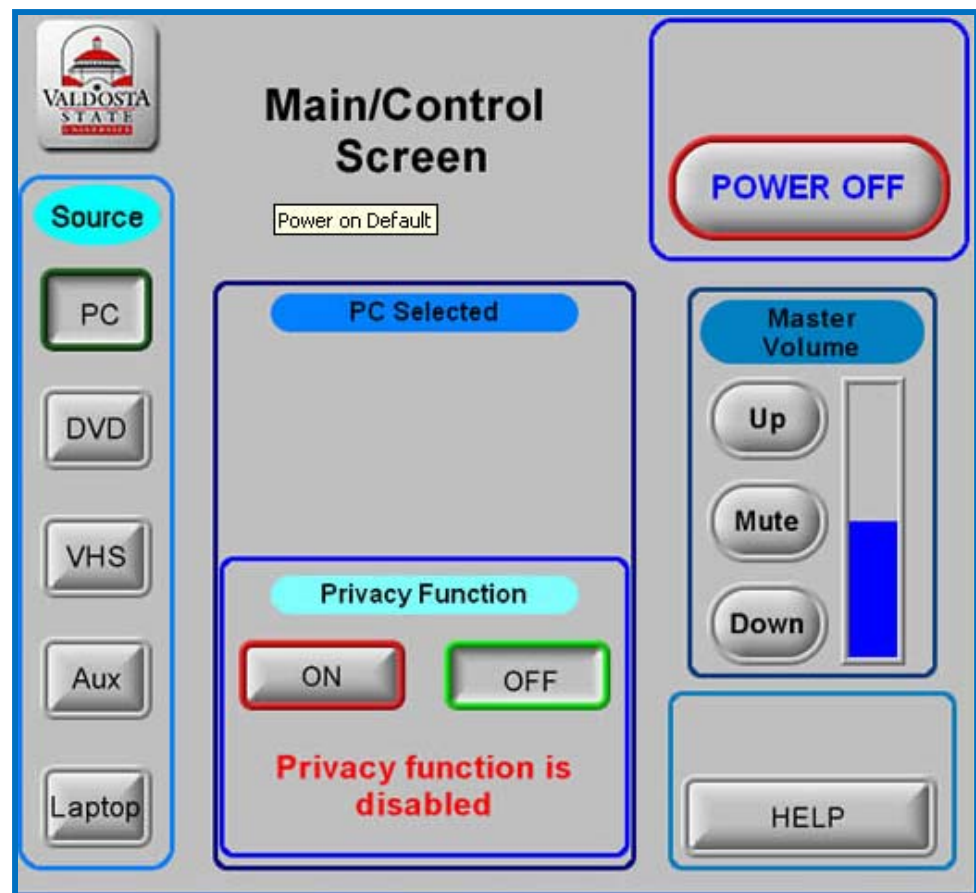 VALDOSTA
STATE
UNIVERSITY
Main/Control
Screen
Power on Default
POWER OFF
Source
PC
DVD
VHS
Aux
Laptop
PC Selected
Privacy Function
ON
OFF
Privacy function is
disabled
Master
Volume
Up
Mute
Down
HELP